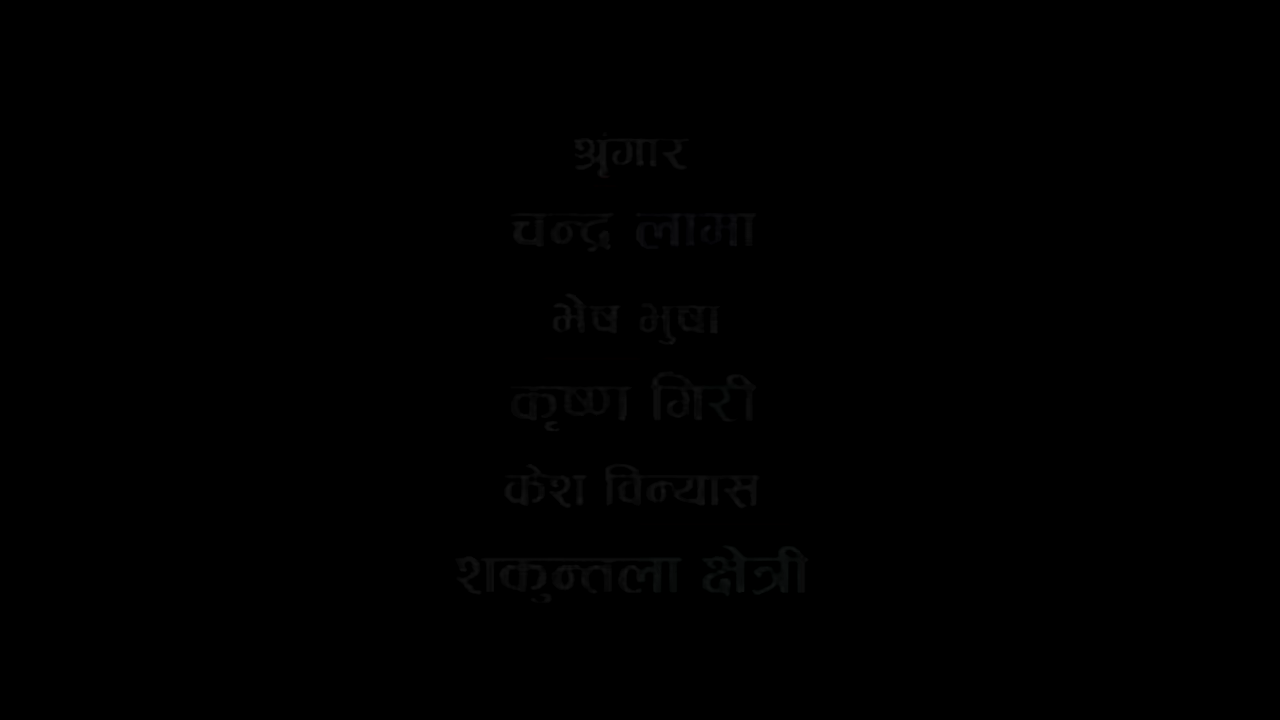 श्रृंगार
चन्द्र लामा
भेष भुषा
कृष्ण गिरी
केश विन्यास
शकुन्तला क्षेत्री